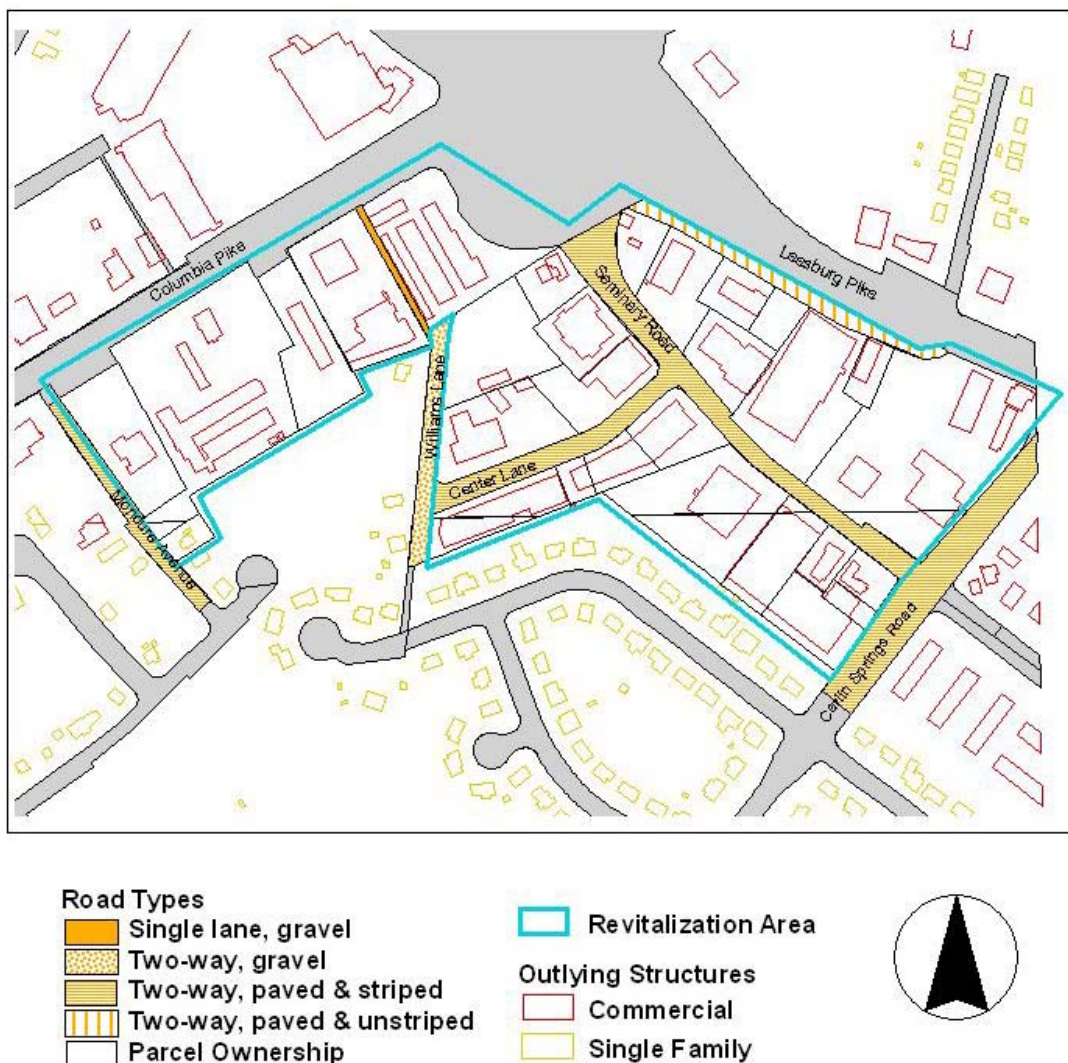 Columbia Pike
Leesburg Pike
Seminary Road
Williams Lane
Center Lane
Moncure Avenue
Carlin Springs Road
Road Types
Single lane, gravel
Two-way, gravel
Two-way, paved & striped
Two-way, paved & unstriped
Parcel Ownership
Revitalization Area
Outlying Structures
Commercial
Single Family